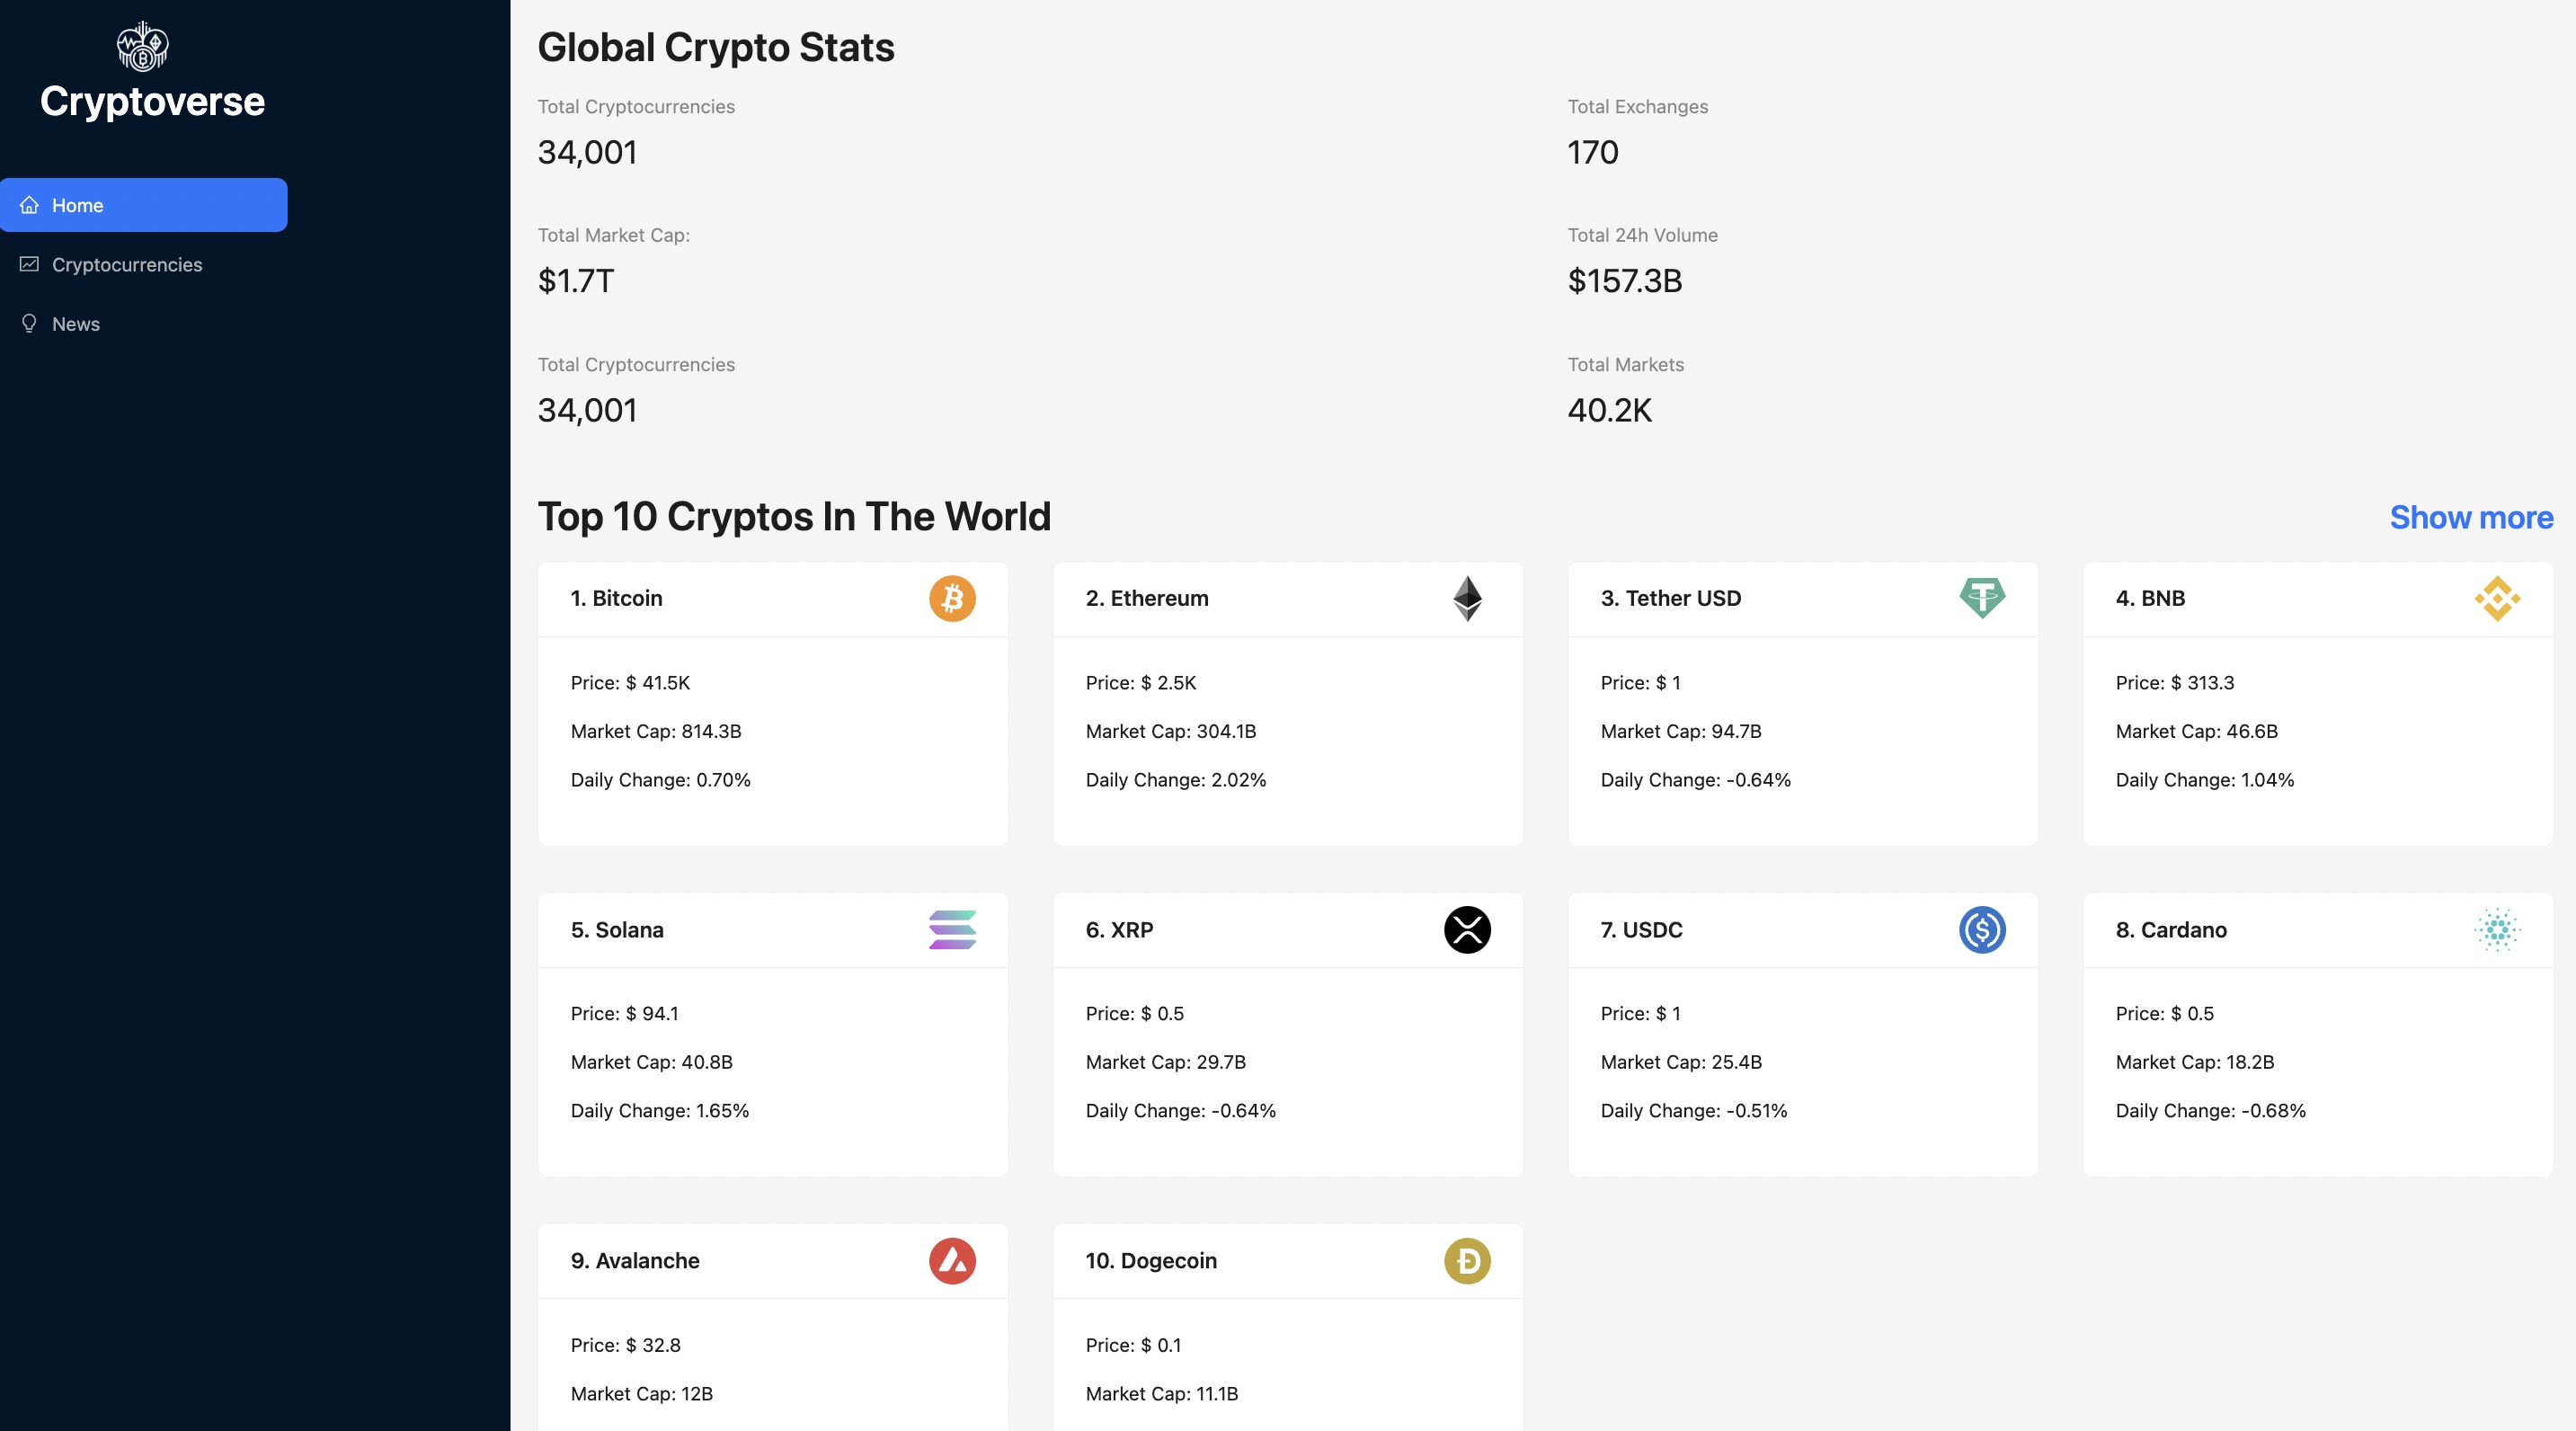 Cryptoverse
Home
Cryptocurrencies
News
Global Crypto Stats
Total Cryptocurrencies
34,001
Total Exchanges
170
Total Market Cap:
$1.7T
Total 24h Volume
$157.3B
Total Cryptocurrencies
34,001
Total Markets
40.2K
Top 10 Cryptos In The World
Show more
1. Bitcoin
Price: $ 41.5K
Market Cap: 814.3B
Daily Change: 0.70%
2. Ethereum
Price: $ 2.5K
Market Cap: 304.1B
Daily Change: 2.02%
3. Tether USD
Price: $ 1
Market Cap: 94.7B
Daily Change: -0.64%
4. BNB
Price: $ 313.3
Market Cap: 46.6B
Daily Change: 1.04%
5. Solana
Price: $ 94.1
Market Cap: 40.8B
Daily Change: 1.65%
6. XRP
Price: $ 0.5
Market Cap: 29.7B
Daily Change: -0.64%
7. USDC
Price: $ 1
Market Cap: 25.4B
Daily Change: -0.51%
8. Cardano
Price: $ 0.5
Market Cap: 18.2B
Daily Change: -0.68%
9. Avalanche
Price: $ 32.8
Market Cap: 12B
10. Dogecoin
Price: $ 0.1
Market Cap: 11.1B